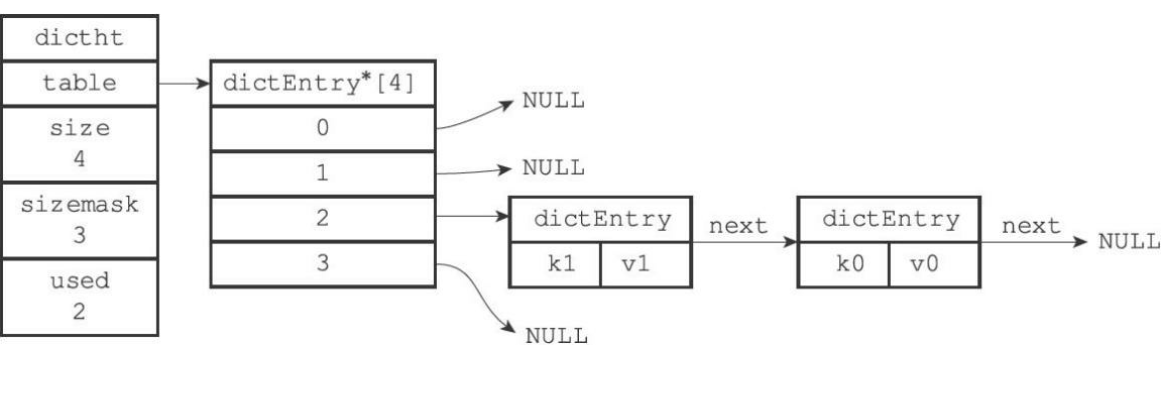 dictht
table
size
4
sizemask
3
used
2
dictEntry*[4]
0
1
2
3
NULL
NULL
dictEntry
k1 v1
next
dictEntry
k0 v0
next
NULL
NULL